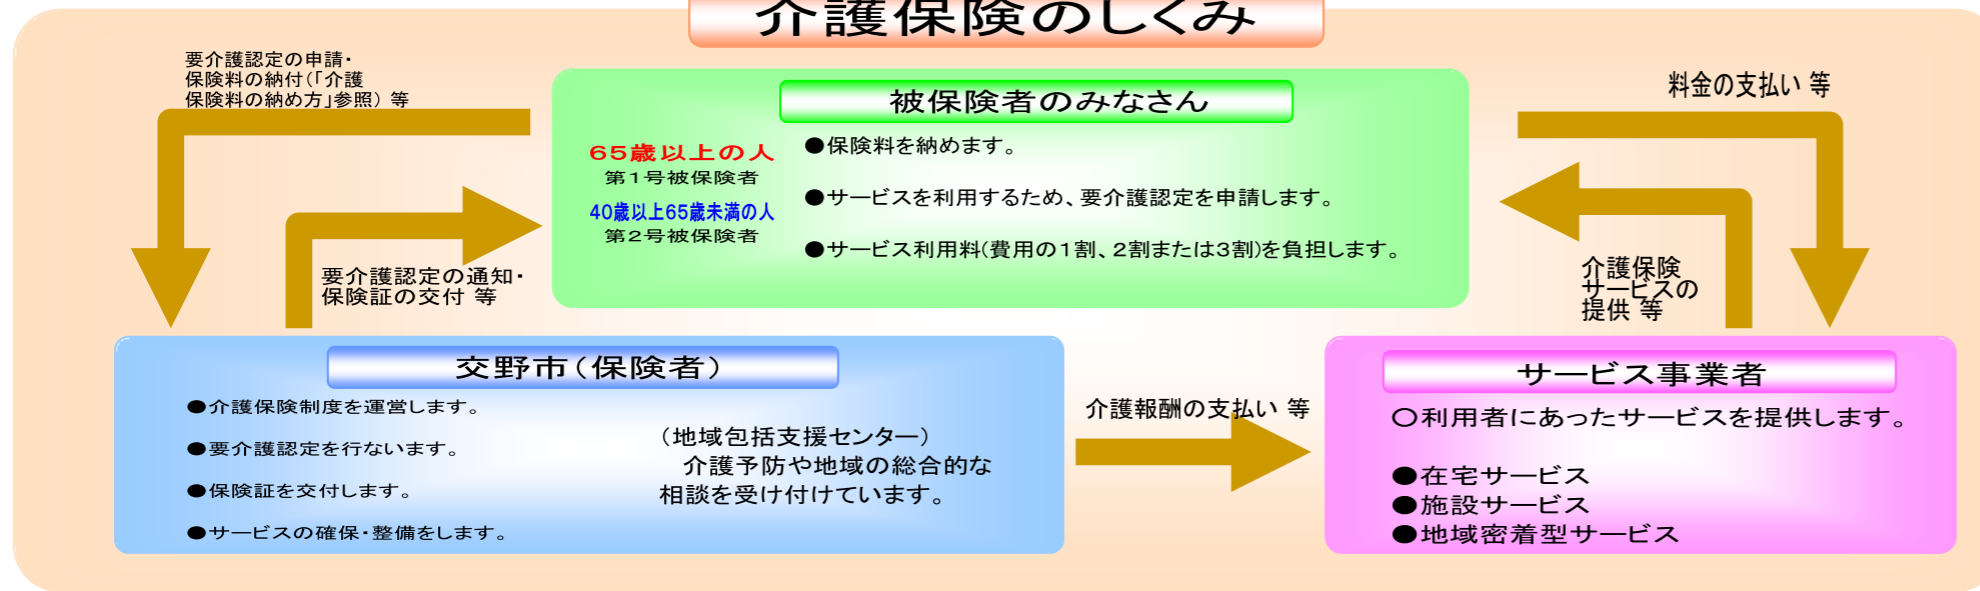 介護保険のしくみ
要介護認定の申請・
保険料の納付(「介護
保険料の納め方」参照) 等
被保険者のみなさん
料金の支払い 等
65歳以上の人
第1号被保険者
40歳以上65歳未満の人
第2号被保険者
●保険料を納めます。
●サービスを利用するため、要介護認定を申請します。
●サービス利用料(費用の1割、2割または3割)を負担します。
要介護認定の通知・
保険証の交付 等
介護保険
サービスの
提供 等
交野市(保険者)
●介護保険制度を運営します。
●要介護認定を行ないます。
●保険証を交付します。
●サービスの確保・整備をします。
(地域包括支援センター)
介護予防や地域の総合的な
相談を受け付けています。
介護報酬の支払い 等
サービス事業者
○利用者にあったサービスを提供します。
●在宅サービス
●施設サービス
●地域密着型サービス